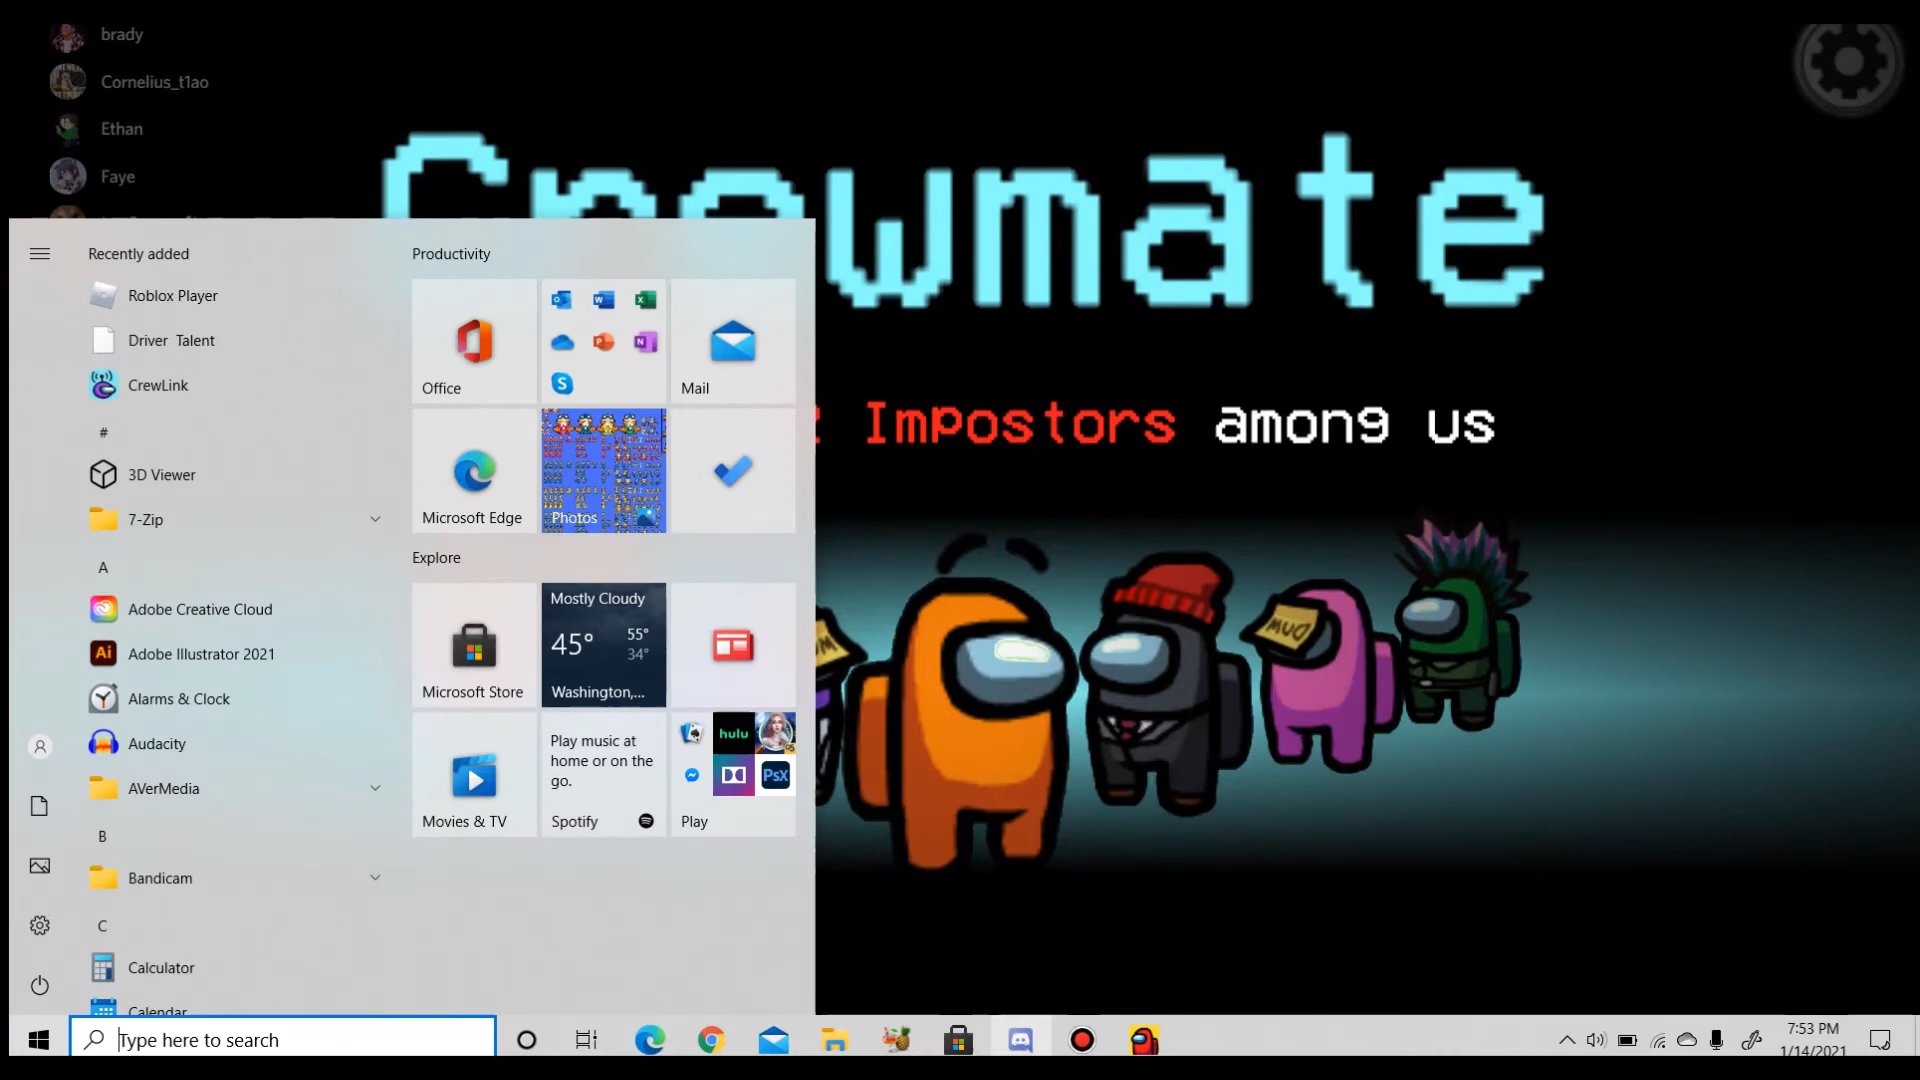 brady
Cornelius_t1ao
Ethan
Faye
Crewmate
Impostors among us
Recently added
Roblox Player
Driver Talent
CrewLink
#
3D Viewer
7-Zip
A
Adobe Creative Cloud
Ai Adobe Illustrator 2021
Alarms & Clock
Audacity
AVerMedia
B
Bandicam
C
Calculator
Calendar
Productivity
Office
Mail
Microsoft Edge
Photos
Explore
Microsoft Store
Mostly Cloudy
45° 55°
34°
Washington,...
Movies & TV
Play music at
home or on the
go.
Spotify
hulu
Psx
Play
DUM
Type here to search
7:53 PM
1/14/2021